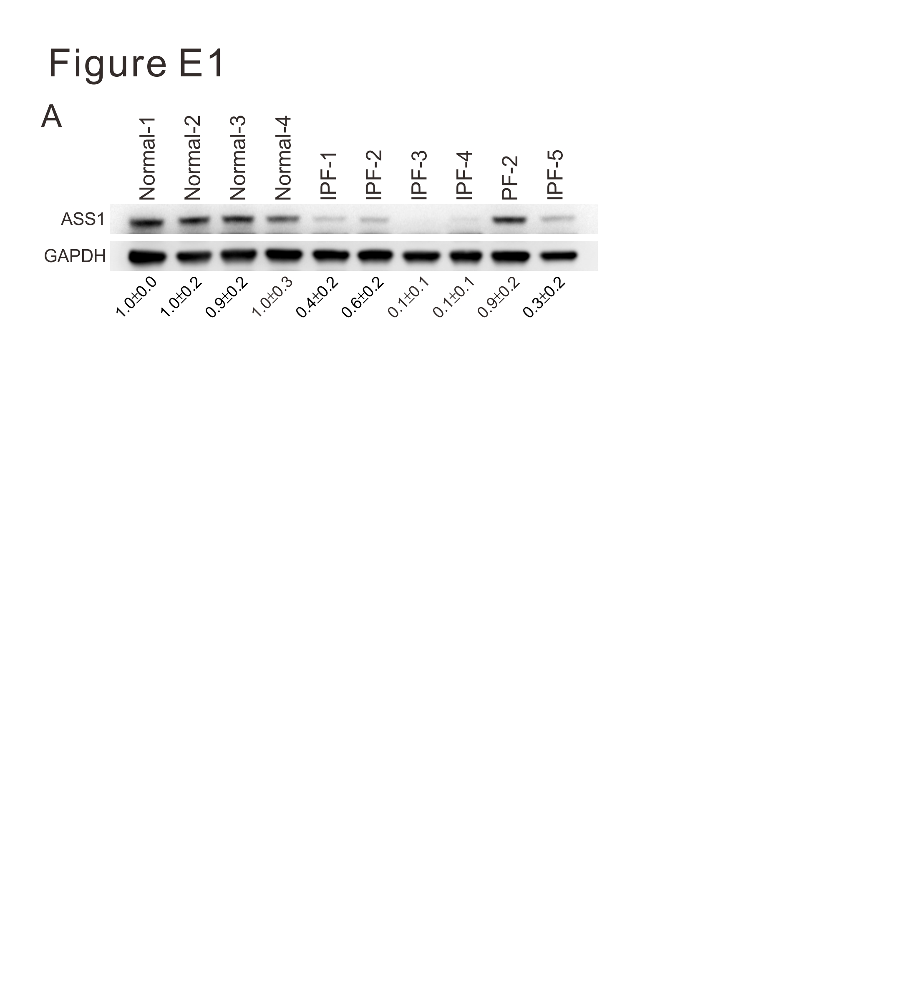 Figure E1
A
Normal-1 Normal-2 Normal-3 Normal-4 IPF-1 IPF-2 IPF-3 IPF-4 PF-2 IPF-5
ASS1
GAPDH
1.0±0.0 1.0±0.2 0.9±0.2 1.0±0.3 0.4±0.2 0.6±0.2 0.1±0.1 0.1±0.1 0.9±0.2 0.3±0.2